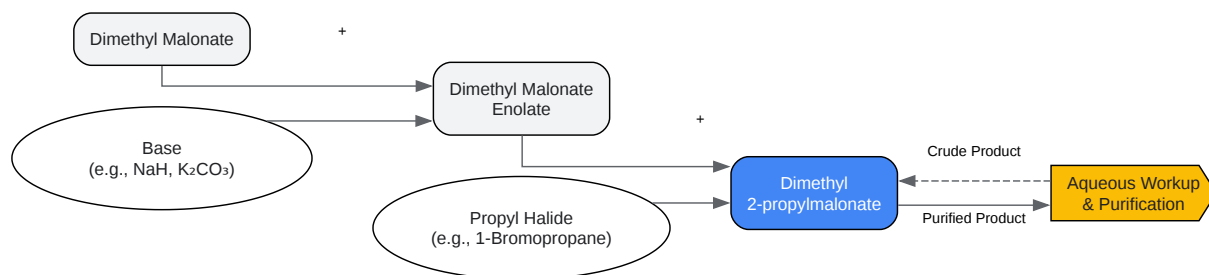 Dimethyl Malonate
+
Dimethyl Malonate
Enolate
+
Base
(e.g., NaH, K₂CO₃)
Crude Product
Dimethyl
2-propylmalonate
Aqueous Workup
& Purification
Propyl Halide
(e.g., 1-Bromopropane)
Purified Product